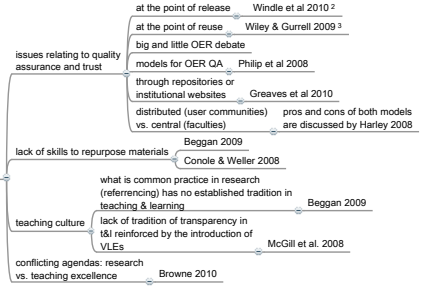 at the point of release
Windle et al 2010 2
at the point of reuse
Wiley & Gurrell 2009 3
big and little OER debate
issues relating to quality
assurance and trust
models for OER QA
Philip et al 2008
through repositories or
institutional websites
Greaves et al 2010
distributed (user communities)
vs. central (faculties)
pros and cons of both models
are discussed by Harley 2008
lack of skills to repurpose materials
Beggan 2009
Conole & Weller 2008
teaching culture
what is common practice in research
(referencing) has no established tradition in
teaching & learning
Beggan 2009
lack of tradition of transparency in
t&l reinforced by the introduction of
VLEs
McGill et al. 2008
conflicting agendas: research
vs. teaching excellence
Browne 2010